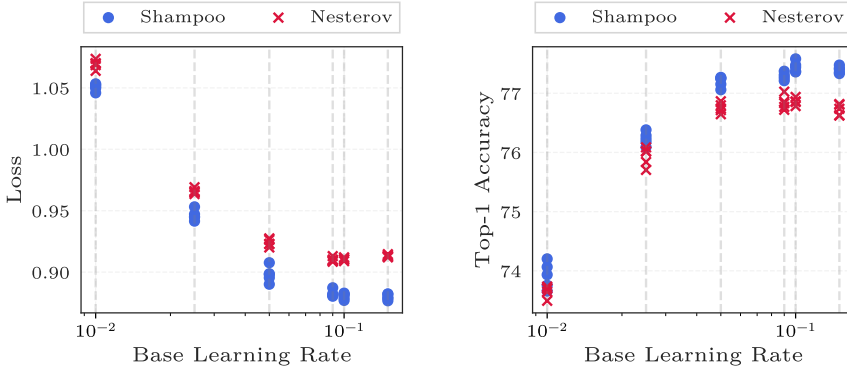 Shampoo Nesterov
1.05
1.00
0.95
0.90
Loss
10⁻² 10⁻¹
Base Learning Rate
Shampoo Nesterov
77
76
75
74
Top-1 Accuracy
10⁻² 10⁻¹
Base Learning Rate